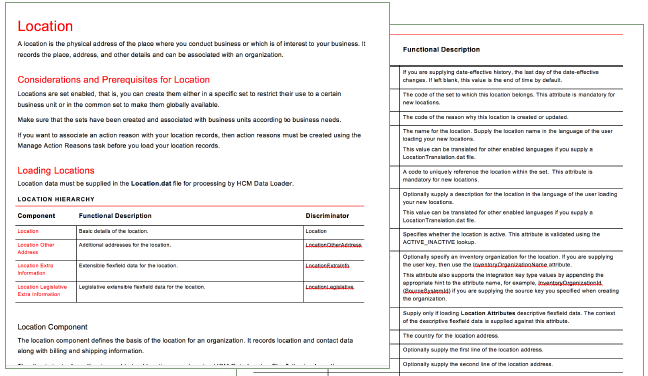 Location
A location is the physical address of the place where you conduct business or which is of interest to your business. It
records the place, address, and other details and can be associated with an organization.
Considerations and Prerequisites for Location
Locations are set enabled, that is, you can create them either in a specific set to restrict their use to a certain
business unit or in the common set to make them globally available.
Make sure that the sets have been created and associated with business units according to business needs.
If you want to associate an action reason with your location records, then action reasons must be created using the
Manage Action Reasons task before you load your location records.
Loading Locations
Location data must be supplied in the Location.dat file for processing by HCM Data Loader.
LOCATION HIERARCHY
Component Functional Description Discriminator
Location Basic details of the location. Location
Location Other Additional addresses for the location. LocationOtherAddress
Address
Location Extra Extensible flexfield data for the location. LocationExtraInfo
Information
Location Legislative Legislative extensible flexfield data for the location. LocationLegislative
Extra Information
Location Component
The location component defines the basis of the location for an organization. It records location and contact data
along with billing and shipping information.
Functional Description
If you are supplying date-effective history, the last day of the date-effective
changes. If left blank, this value is the end of time by default.
The code of the set to which this location belongs. This attribute is mandatory for
new locations.
The code of the reason why this location is created or updated.
The name for the location. Supply the location name in the language of the user
loading your new locations.
This value can be translated for other enabled languages if you supply a
LocationTranslation.dat file.
A code to uniquely reference the location within the set. This attribute is
mandatory for new locations.
Optionally supply a description for the location in the language of the user loading
your new locations.
This value can be translated for other enabled languages if you supply a
LocationTranslation.dat file.
Specifies whether the location is active. This attribute is validated using the
ACTIVE_INACTIVE lookup.
Optionally specify an inventory organization for the location. If you are supplying
the user key, then use the InventoryOrganizationName attribute.
This attribute also supports the integration key type values by appending the
appropriate hint to the attribute name, for example, InventoryOrganizationId
(SourceSystemId) if you are supplying the source key you specified when creating
the organization.
Supply only if loading Location Attributes descriptive flexfield data. The context
of the descriptive flexfield data is supplied against this attribute.
The country for the location address.
Optionally supply the first line of the location address.
Optionally supply the second line of the location address.